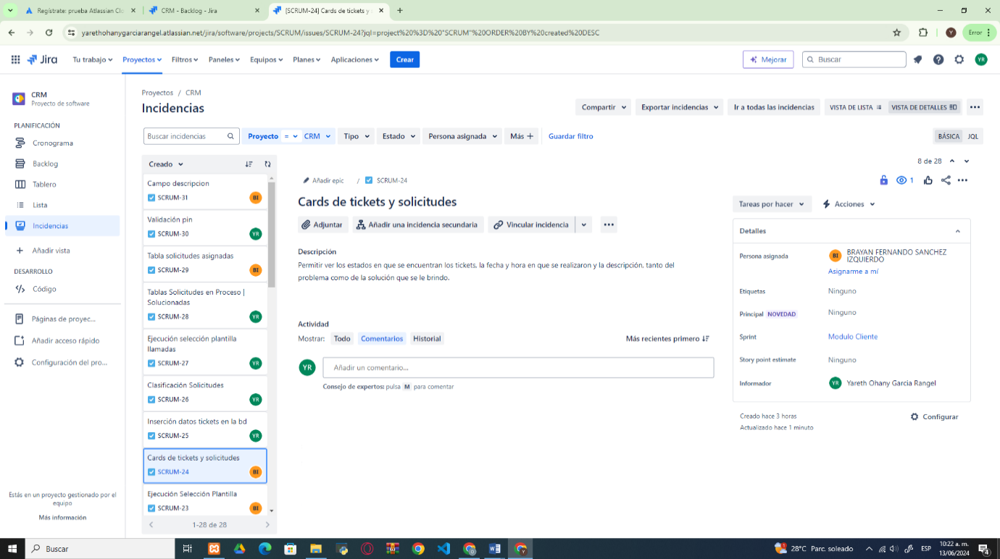 Regístrate: prueba Atlassian Clo
CRM - Backlog - Jira
[SCRUM-24] Cards de tickets y s
yarethohanygarciarangel.atlassian.net/jira/software/projects/SCRUM/issues/SCRUM-24?jql=project%20%3D%20"SCRUM"%20ORDER%20BY%20created%20DESC
Y
Error
Jira
Tu trabajo
Proyectos
Filtros
Paneles
Equipos
Planes
Aplicaciones
Crear
Mejorar
Buscar
YR
CRM
Proyecto de software
PLANIFICACIÓN
Cronograma
Backlog
Tablero
Lista
Incidencias
Añadir vista
DESARROLLO
Código
Páginas de proyec...
Añadir acceso rápido
Configuración del pro...
Estás en un proyecto gestionado por el
equipo
Más información
Proyectos / CRM
Incidencias
Compartir
Exportar incidencias
Ir a todas las incidencias
VISTA DE LISTA
VISTA DE DETALLES
Buscar incidencias
Proyecto = CRM
Tipo
Estado
Persona asignada
Más +
Guardar filtro
BÁSICA
JQL
Creado
Campo descripcion
SCRUM-31
BI
Validación pin
SCRUM-30
YR
Tabla solicitudes asignadas
SCRUM-29
BI
Tablas Solicitudes en Proceso |
Solucionadas
SCRUM-28
YR
Ejecución selección plantilla
llamadas
SCRUM-27
YR
Clasificación Solicitudes
SCRUM-26
YR
Inserción datos tickets en la bd
SCRUM-25
YR
Cards de tickets y solicitudes
SCRUM-24
BI
Ejecución Selección Plantilla
SCRUM-23
BI
1-28 de 28
8 de 28
Añadir epic / SCRUM-24
1
Cards de tickets y solicitudes
Adjuntar
Añadir una incidencia secundaria
Vincular incidencia
Descripción
Permitir ver los estados en que se encuentran los tickets, la fecha y hora en que se realizaron y la descripción, tanto del
problema como de la solución que se le brindo.
Actividad
Mostrar:
Todo
Comentarios
Historial
Más recientes primero
YR
Añadir un comentario...
Consejo de expertos: pulsa M para comentar
Tareas por hacer
Acciones
Detalles
Persona asignada
BI
BRAYAN FERNANDO SANCHEZ
IZQUIERDO
Asignarme a mí
Etiquetas
Ninguno
Principal NOVEDAD
Ninguno
Sprint
Modulo Cliente
Story point estimate
Ninguno
Informador
YR
Yareth Ohany Garcia Rangel
Creado hace 3 horas
Actualizado hace 1 minuto
Configurar
Buscar
28°C Parc. soleado
ESP
10:22 a. m.
13/06/2024
4